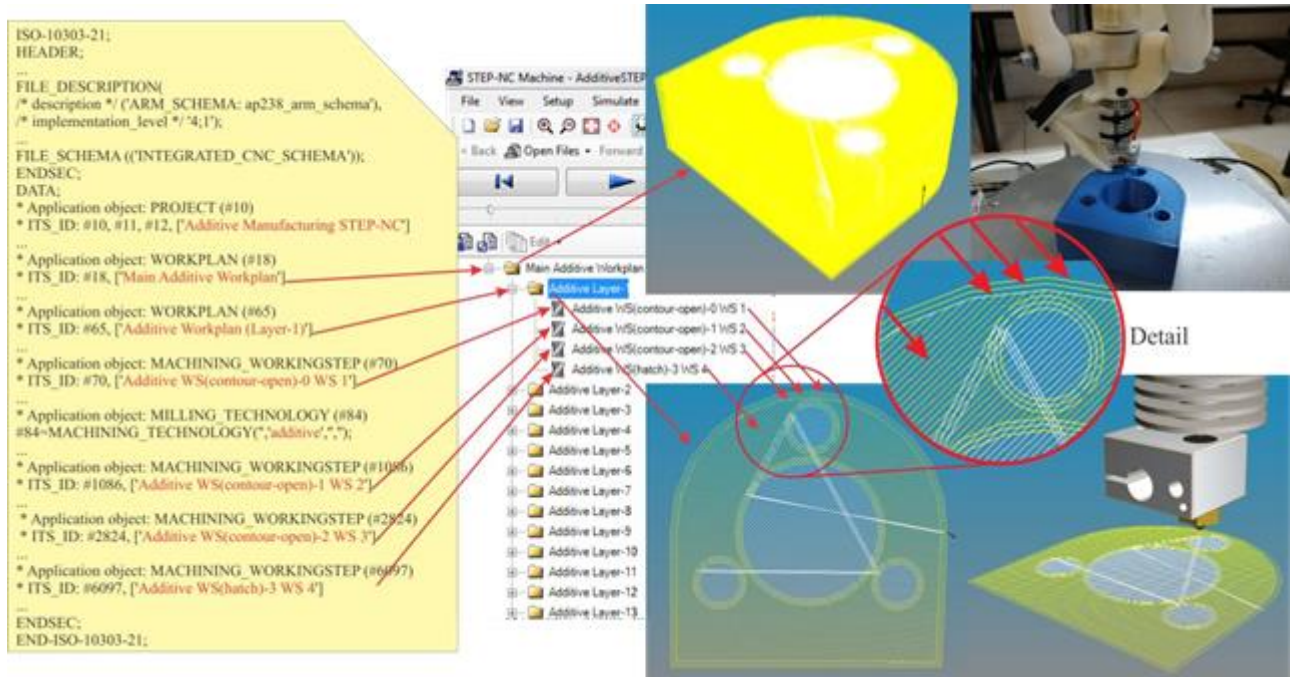 ISO-10303-21;
HEADER;
...
FILE_DESCRIPTION(
/* description */ ('ARM_SCHEMA: ap238_arm_schema'),
/* implementation_level */ '4;1');
...
FILE_SCHEMA (('INTEGRATED_CNC_SCHEMA'));
ENDSEC;
DATA;
* Application object: PROJECT (#10)
* ITS_ID: #10, #11, #12, ['Additive Manufacturing STEP-NC']
...
* Application object: WORKPLAN (#18)
* ITS_ID: #18, ['Main Additive Workplan']
...
* Application object: WORKPLAN (#65)
* ITS_ID: #65, ['Additive Workplan (Layer-1)']
...
* Application object: MACHINING_WORKINGSTEP (#70)
* ITS_ID: #70, ['Additive WS(contour-open)-0 WS 1']
...
* Application object: MILLING_TECHNOLOGY (#84)
#84=MACHINING_TECHNOLOGY('','additive','','');
...
* Application object: MACHINING_WORKINGSTEP (#1086)
* ITS_ID: #1086, ['Additive WS(contour-open)-1 WS 2']
...
* Application object: MACHINING_WORKINGSTEP (#2824)
* ITS_ID: #2824, ['Additive WS(contour-open)-2 WS 3']
...
* Application object: MACHINING_WORKINGSTEP (#6097)
* ITS_ID: #6097, ['Additive WS(hatch)-3 WS 4']
...
ENDSEC;
END-ISO-10303-21;
STEP-NC Machine - AdditiveSTEP
File View Setup Simulate
Back Open Files Forward
Edit
Main Additive Workplan
Additive Layer-1
Additive WS(contour-open)-0 WS 1
Additive WS(contour-open)-1 WS 2
Additive WS(contour-open)-2 WS 3
Additive WS(hatch)-3 WS 4
Additive Layer-2
Additive Layer-3
Additive Layer-4
Additive Layer-5
Additive Layer-6
Additive Layer-7
Additive Layer-8
Additive Layer-9
Additive Layer-10
Additive Layer-11
Additive Layer-12
Additive Layer-13
Detail